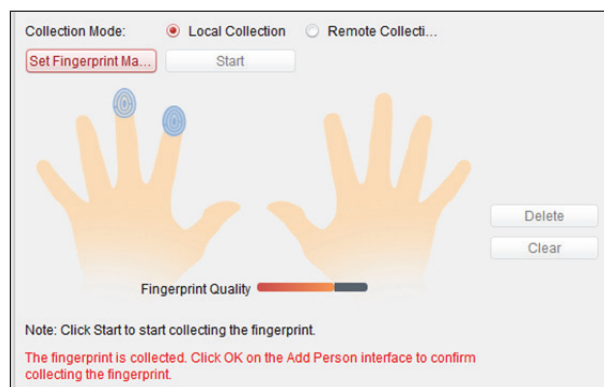 Collection Mode: Local Collection Remote Collecti...
Set Fingerprint Ma... Start
Delete
Clear
Fingerprint Quality
Note: Click Start to start collecting the fingerprint.
The fingerprint is collected. Click OK on the Add Person interface to confirm
collecting the fingerprint.